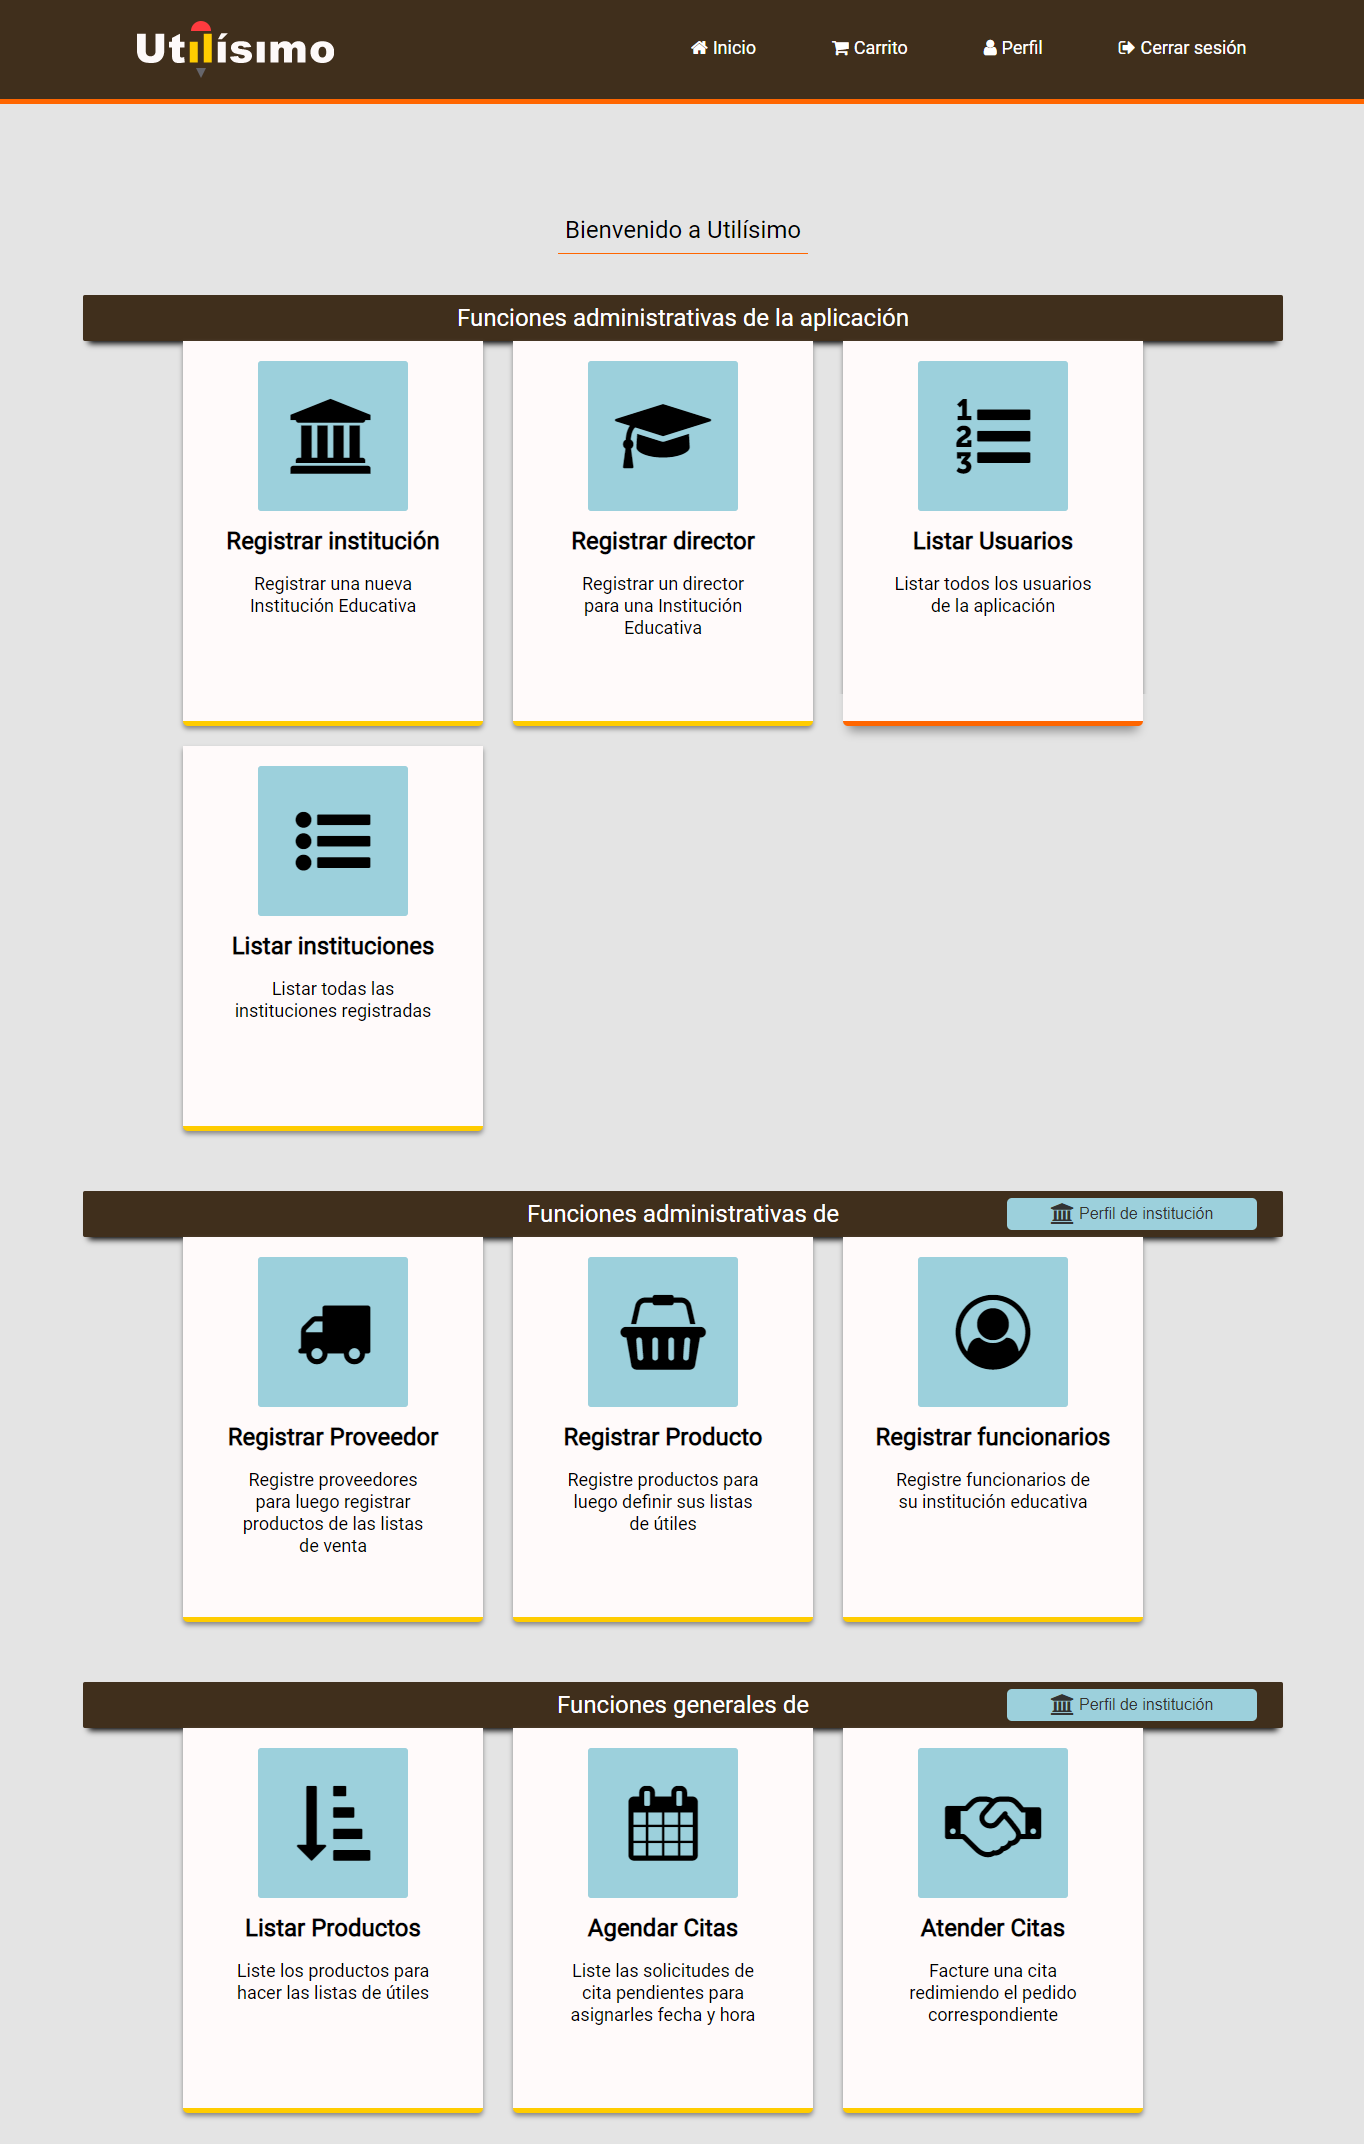 Utilísimo
Inicio
Carrito
Perfil
Cerrar sesión
Bienvenido a Utilísimo
Funciones administrativas de la aplicación
Registrar institución
Registrar una nueva
Institución Educativa
Registrar director
Registrar un director
para una Institución
Educativa
1
2
3
Listar Usuarios
Listar todos los usuarios
de la aplicación
Listar instituciones
Listar todas las
instituciones registradas
Funciones administrativas de
Perfil de institución
Registrar Proveedor
Registre proveedores
para luego registrar
productos de las listas
de venta
Registrar Producto
Registre productos para
luego definir sus listas
de útiles
Registrar funcionarios
Registre funcionarios de
su institución educativa
Funciones generales de
Perfil de institución
Listar Productos
Liste los productos para
hacer las listas de útiles
Agendar Citas
Liste las solicitudes de
cita pendientes para
asignarles fecha y hora
Atender Citas
Facture una cita
redimiendo el pedido
correspondiente